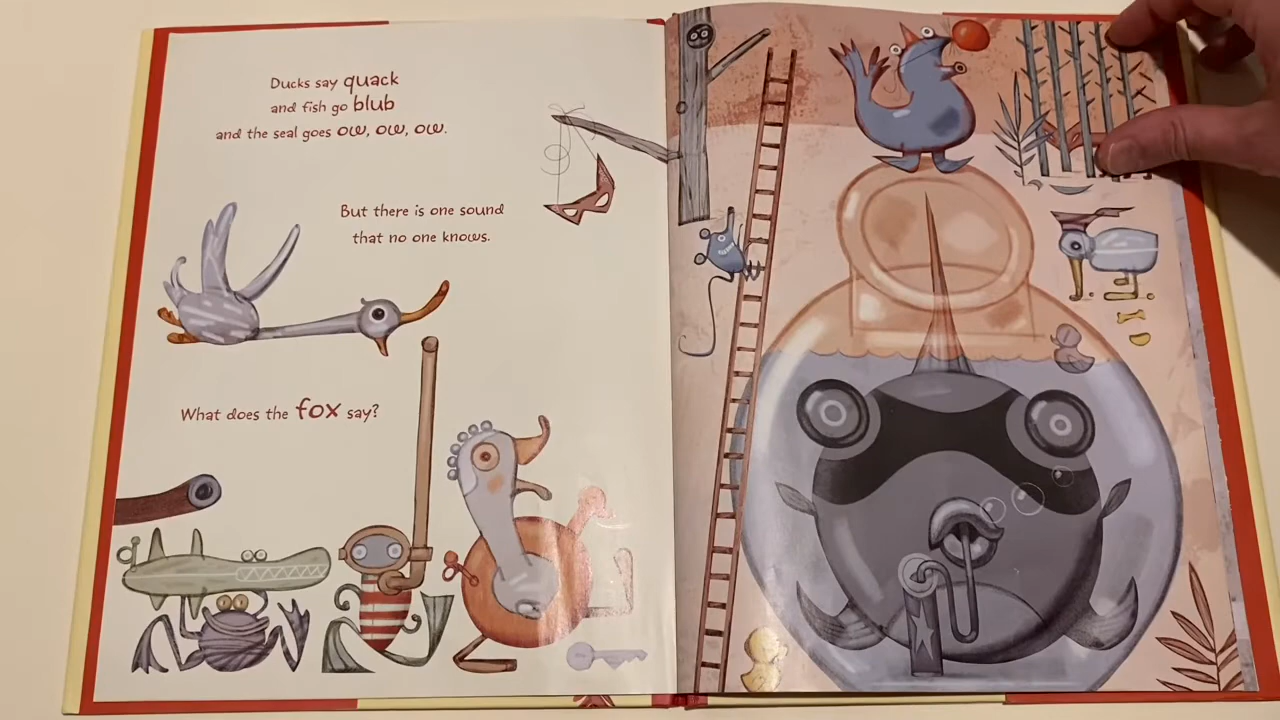 Ducks say quack
and fish go blub
and the seal goes ow, ow, ow.
But there is one sound
that no one knows.
What does the fox say?